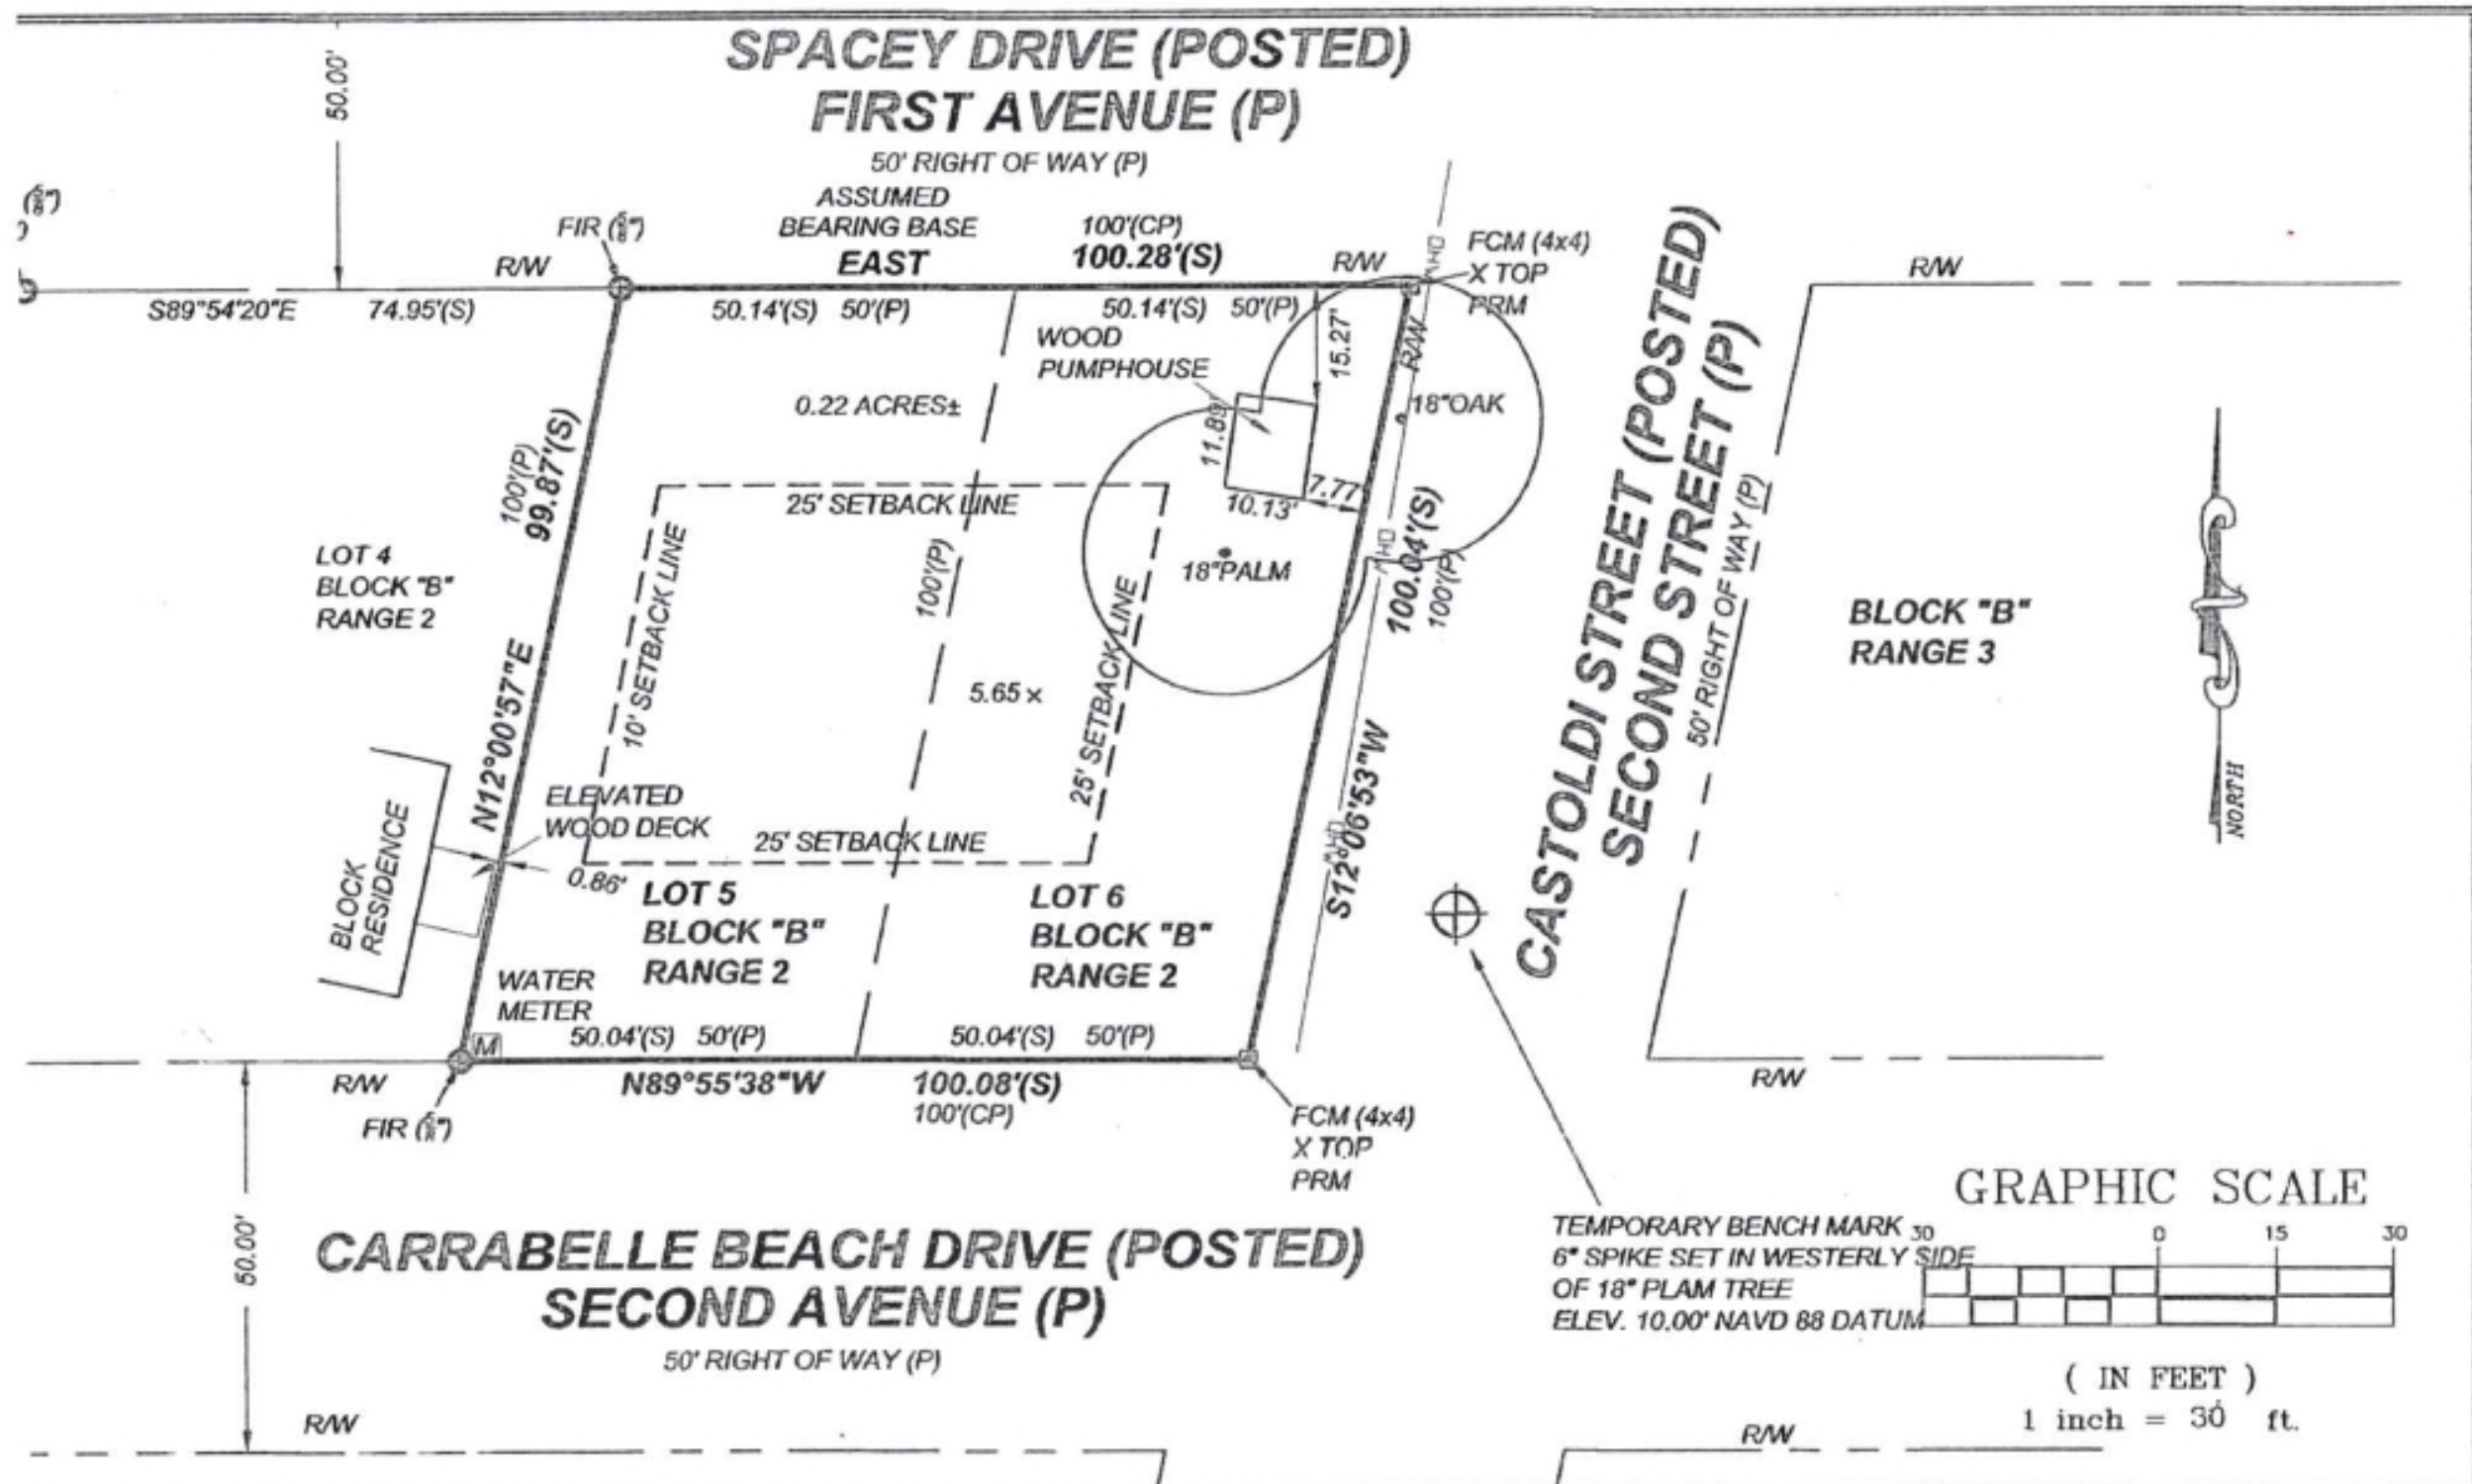 SPACEY DRIVE (POSTED)
FIRST AVENUE (P)
50' RIGHT OF WAY (P)
50.00'
ASSUMED
BEARING BASE
EAST
100'(CP)
100.28'(S)
(5/8")
FIR (5/8")
R/W
R/W
FCM (4x4)
X TOP
PRM
R/W
S89°54'20"E 74.95'(S)
50.14'(S) 50'(P)
50.14'(S) 50'(P)
WOOD
PUMPHOUSE
15.27'
R/W
OHW
0.22 ACRES±
11.89'
18"OAK
10.13'
7.77'
100'(P)
99.87'(S)
N12°00'57"E
25' SETBACK LINE
10' SETBACK LINE
100'(P)
18"PALM
25' SETBACK LINE
5.65 x
OHW
100.04'(S)
100'(P)
S12°06'53"W
OHW
CASTOLDI STREET (POSTED)
SECOND STREET (P)
50' RIGHT OF WAY (P)
LOT 4
BLOCK "B"
RANGE 2
BLOCK "B"
RANGE 3
NORTH
BLOCK
RESIDENCE
ELEVATED
WOOD DECK
0.86'
25' SETBACK LINE
LOT 5
BLOCK "B"
RANGE 2
LOT 6
BLOCK "B"
RANGE 2
WATER
METER
M
50.04'(S) 50'(P)
50.04'(S) 50'(P)
R/W
N89°55'38"W
100.08'(S)
100'(CP)
R/W
FIR (5/8")
FCM (4x4)
X TOP
PRM
50.00'
CARRABELLE BEACH DRIVE (POSTED)
SECOND AVENUE (P)
50' RIGHT OF WAY (P)
R/W
R/W
TEMPORARY BENCH MARK
6" SPIKE SET IN WESTERLY SIDE
OF 18" PLAM TREE
ELEV. 10.00' NAVD 88 DATUM
GRAPHIC SCALE
30 0 15 30
( IN FEET )
1 inch = 30 ft.